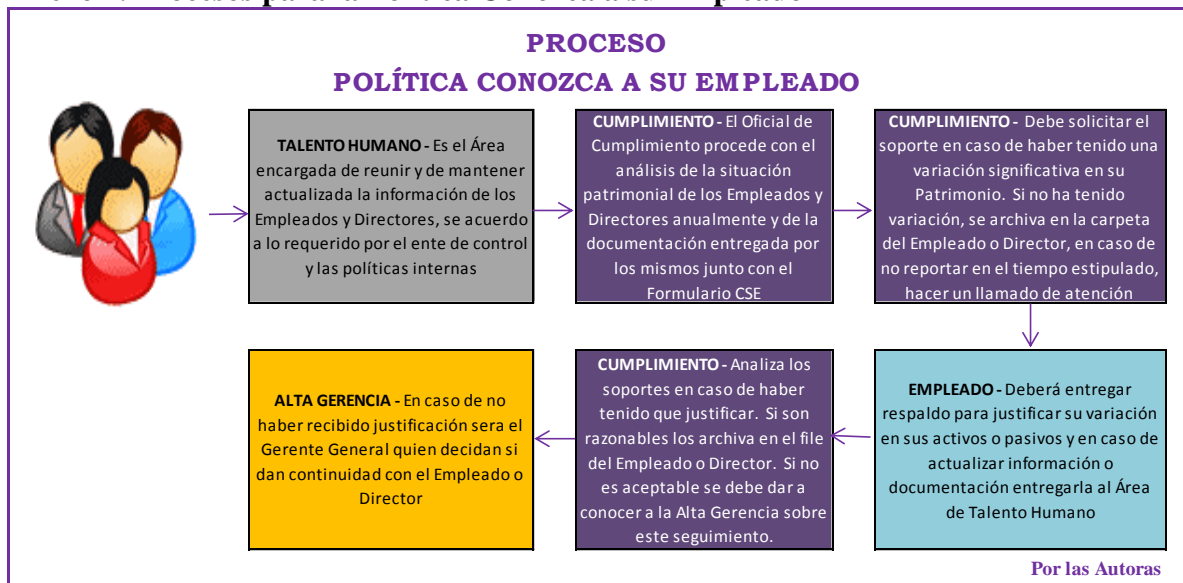 PROCESO
POLÍTICA CONOZCA A SU EMPLEADO
TALENTO HUMANO - Es el Área
encargada de reunir y de mantener
actualizada la información de los
Empleados y Directores, se acuerdo
a lo requerido por el ente de control
y las políticas internas
CUMPLIMIENTO - El Oficial de
Cumplimiento procede con el
análisis de la situación
patrimonial de los Empleados y
Directores anualmente y de la
documentación entregada por
los mismos junto con el
Formulario CSE
CUMPLIMIENTO - Debe solicitar el
soporte en caso de haber tenido una
variación significativa en su
Patrimonio. Si no ha tenido
variación, se archiva en la carpeta
del Empleado o Director, en caso de
no reportar en el tiempo estipulado,
hacer un llamado de atención
EMPLEADO - Deberá entregar
respaldo para justificar su variación
en sus activos o pasivos y en caso de
actualizar información o
documentación entregarla al Área
de Talento Humano
CUMPLIMIENTO - Analiza los
soportes en caso de haber
tenido que justificar. Si son
razonables los archiva en el file
del Empleado o Director. Si no
es aceptable se debe dar a
conocer a la Alta Gerencia sobre
este seguimiento.
ALTA GERENCIA - En caso de no
haber recibido justificación sera el
Gerente General quien decidan si
dan continuidad con el Empleado o
Director
Por las Autoras